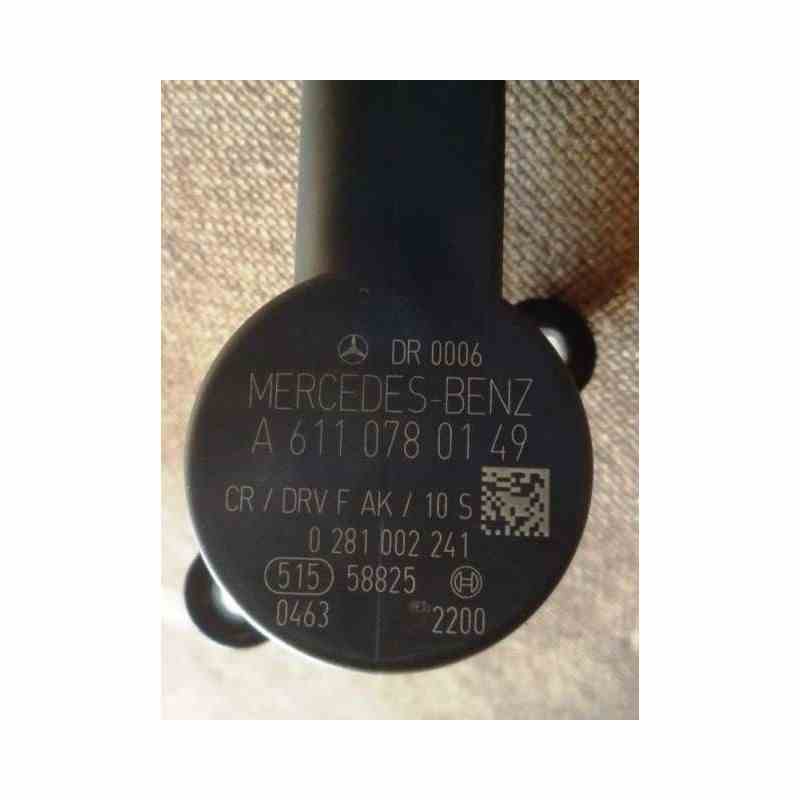 DR 0006
MERCEDES-BENZ
A 611 078 01 49
CR / DRV F AK / 10 S
0 281 002 241
515 58825
0463 2200